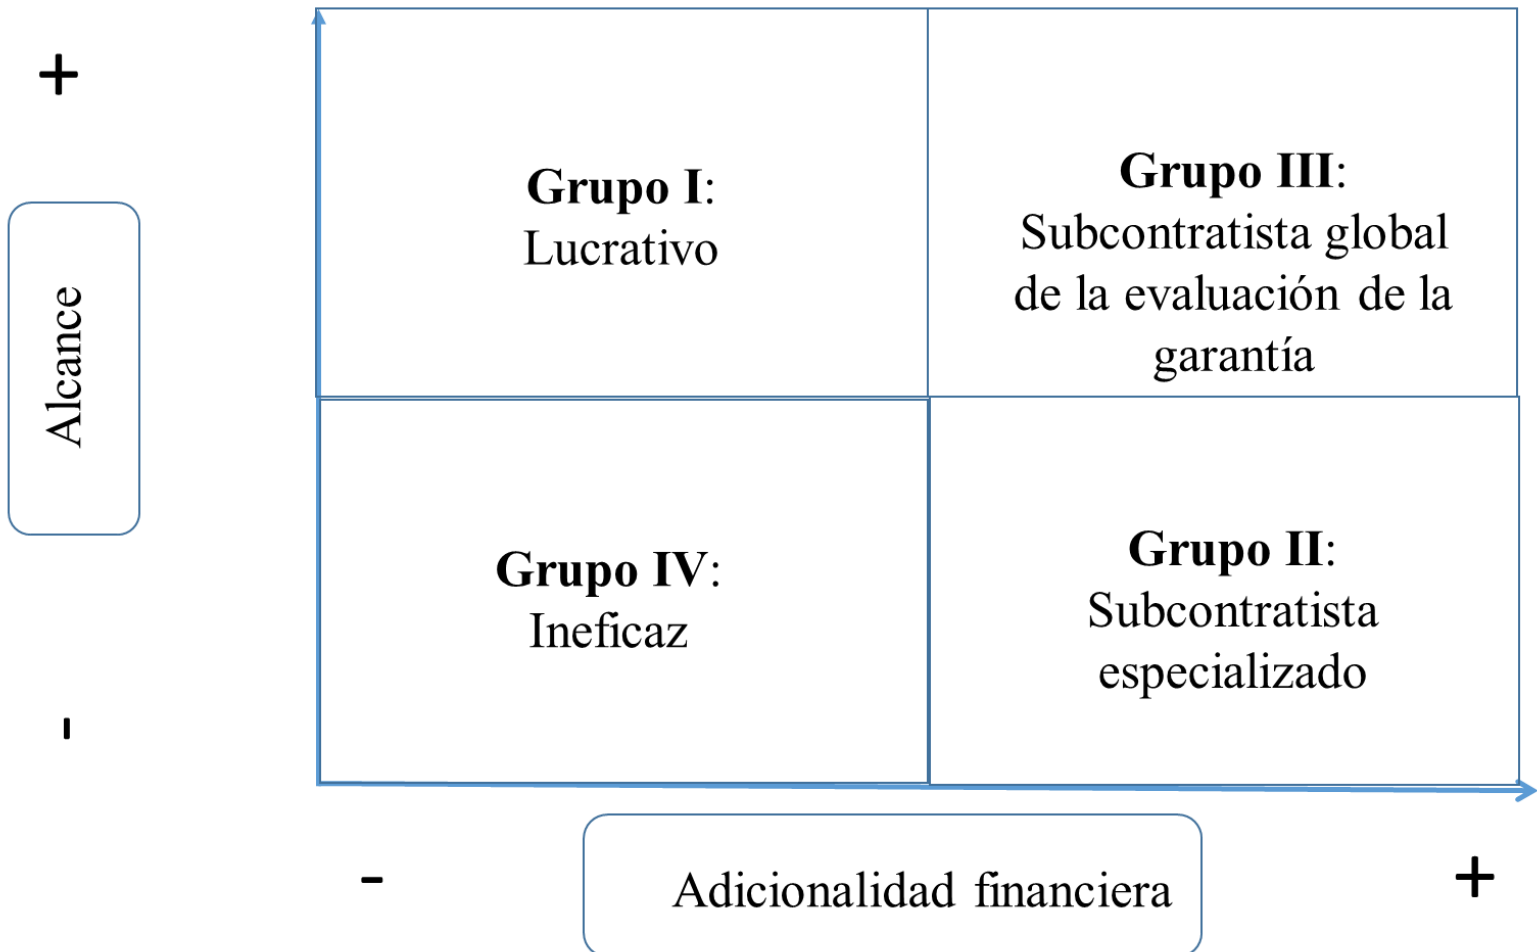 +
Alcance
-
Grupo I:
Lucrativo
Grupo III:
Subcontratista global
de la evaluación de la
garantía
Grupo IV:
Ineficaz
Grupo II:
Subcontratista
especializado
-
Adicionalidad financiera
+